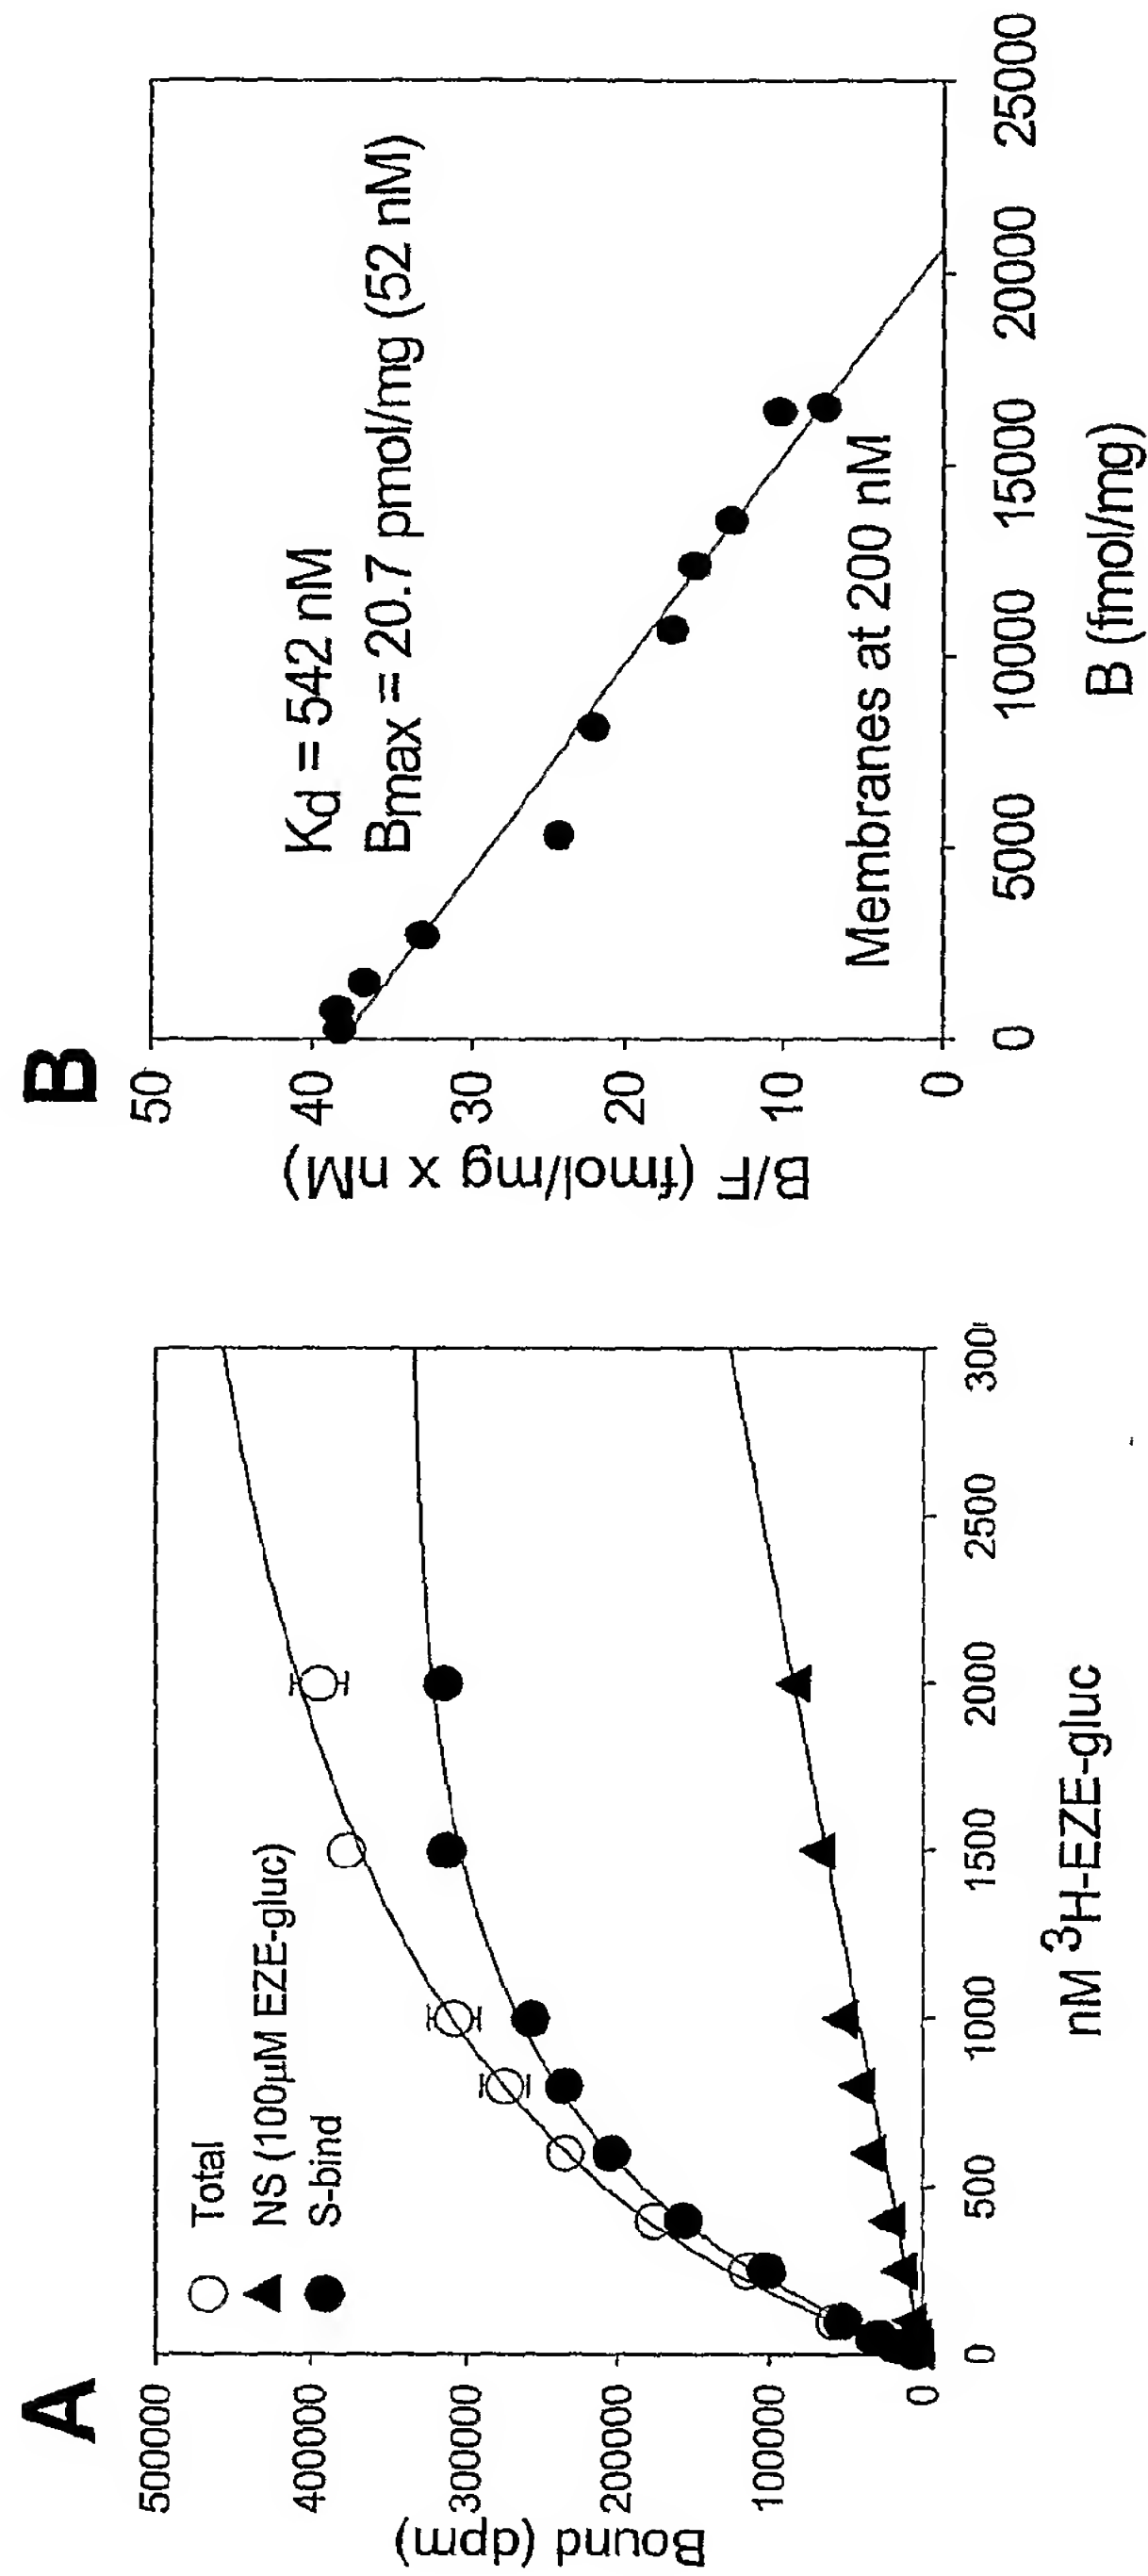 A
500000
400000
300000
200000
100000
0
Bound (dpm)
Total
NS (100µM EZE-gluc)
S-bind
0
500
1000
1500
2000
2500
300
nM ³H-EZE-gluc
B
50
40
30
20
10
0
B/F (fmol/mg x nM)
Kd = 542 nM
Bmax = 20.7 pmol/mg (52 nM)
Membranes at 200 nM
0
5000
10000
15000
20000
25000
B (fmol/mg)